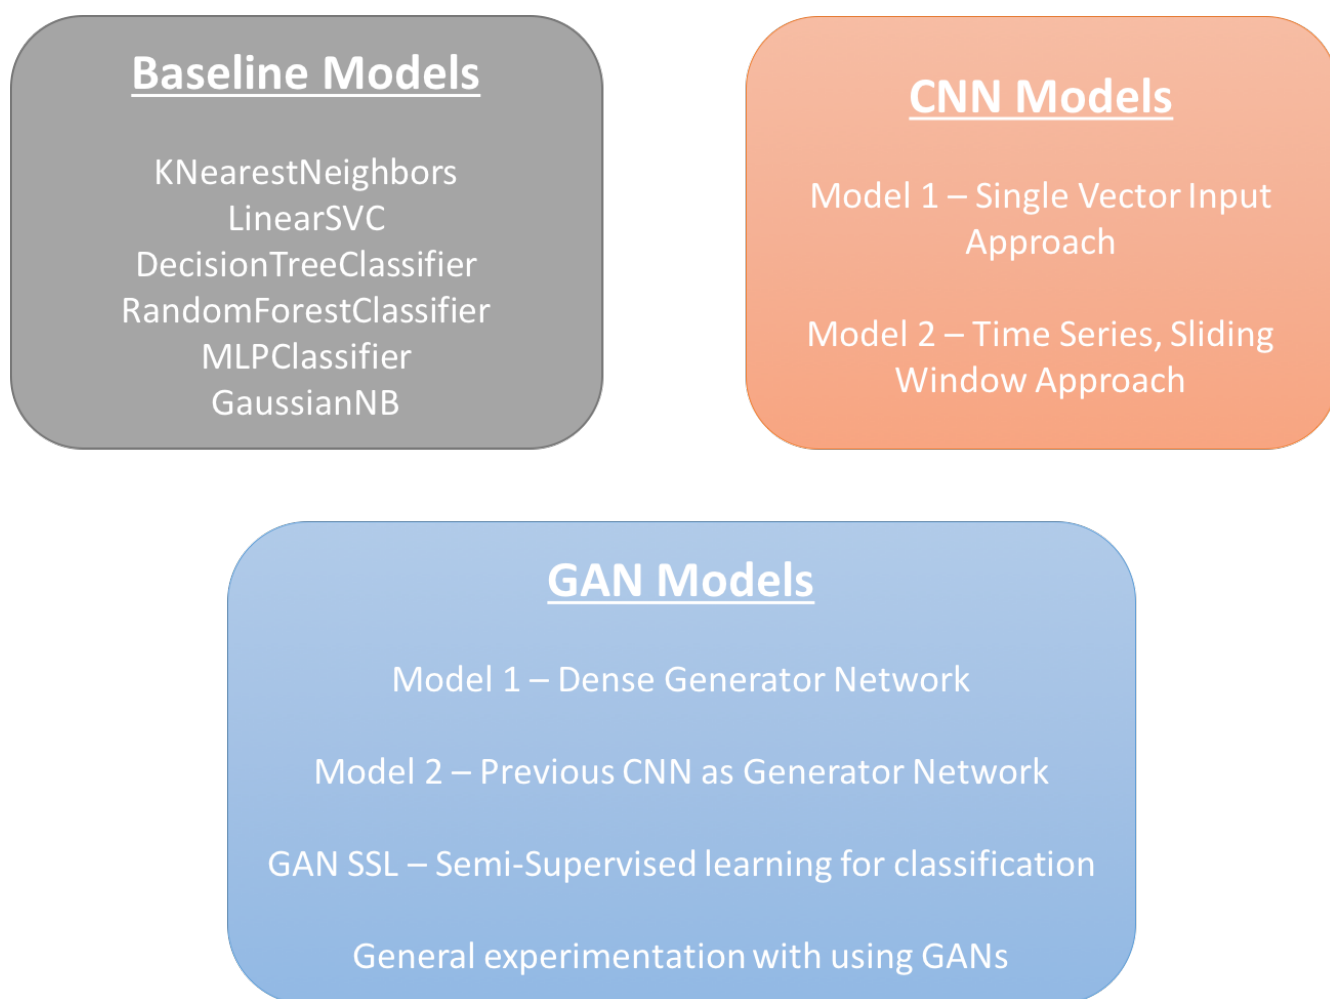 Baseline Models
KNearestNeighbors
LinearSVC
DecisionTreeClassifier
RandomForestClassifier
MLPClassifier
GaussianNB
CNN Models
Model 1 – Single Vector Input
Approach
Model 2 – Time Series, Sliding
Window Approach
GAN Models
Model 1 – Dense Generator Network
Model 2 – Previous CNN as Generator Network
GAN SSL – Semi-Supervised learning for classification
General experimentation with using GANs